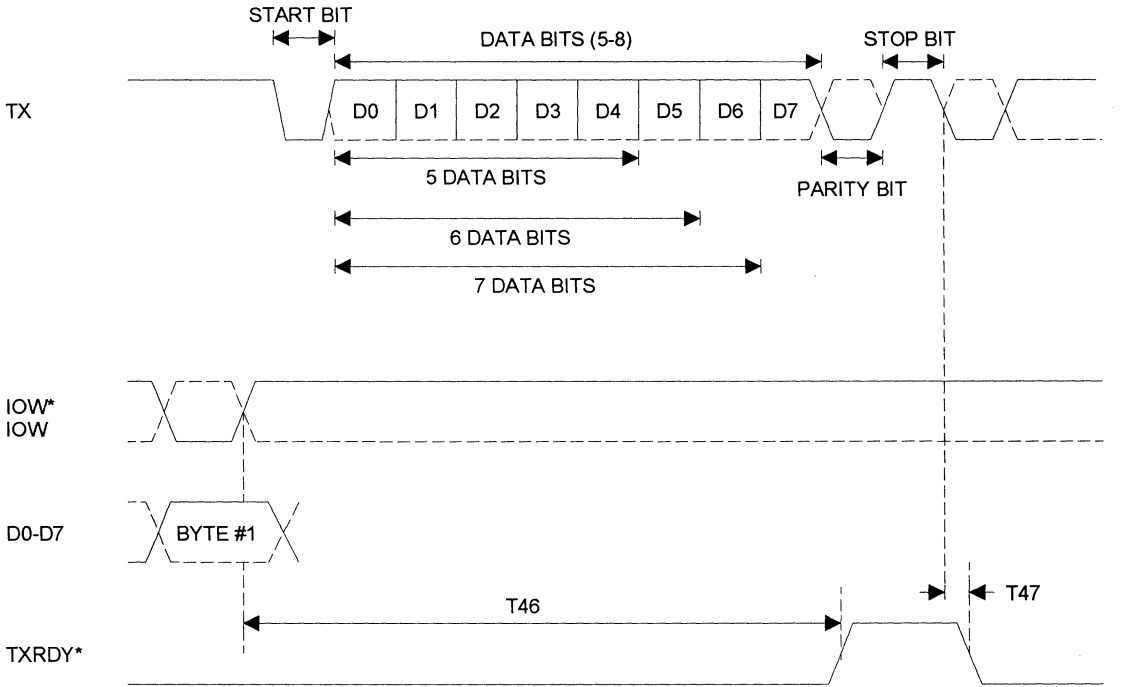 START BIT
DATA BITS (5-8)
STOP BIT
TX
D0 D1 D2 D3 D4 D5 D6 D7
5 DATA BITS
PARITY BIT
6 DATA BITS
7 DATA BITS
IOW*
IOW
D0-D7
BYTE #1
T46
T47
TXRDY*